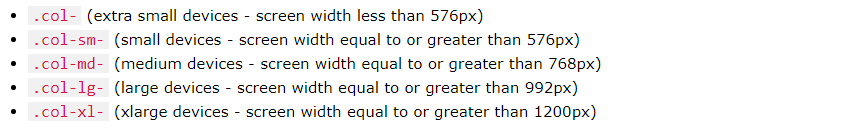 .col- (extra small devices - screen width less than 576px)
.col-sm- (small devices - screen width equal to or greater than 576px)
.col-md- (medium devices - screen width equal to or greater than 768px)
.col-lg- (large devices - screen width equal to or greater than 992px)
.col-xl- (xlarge devices - screen width equal to or greater than 1200px)